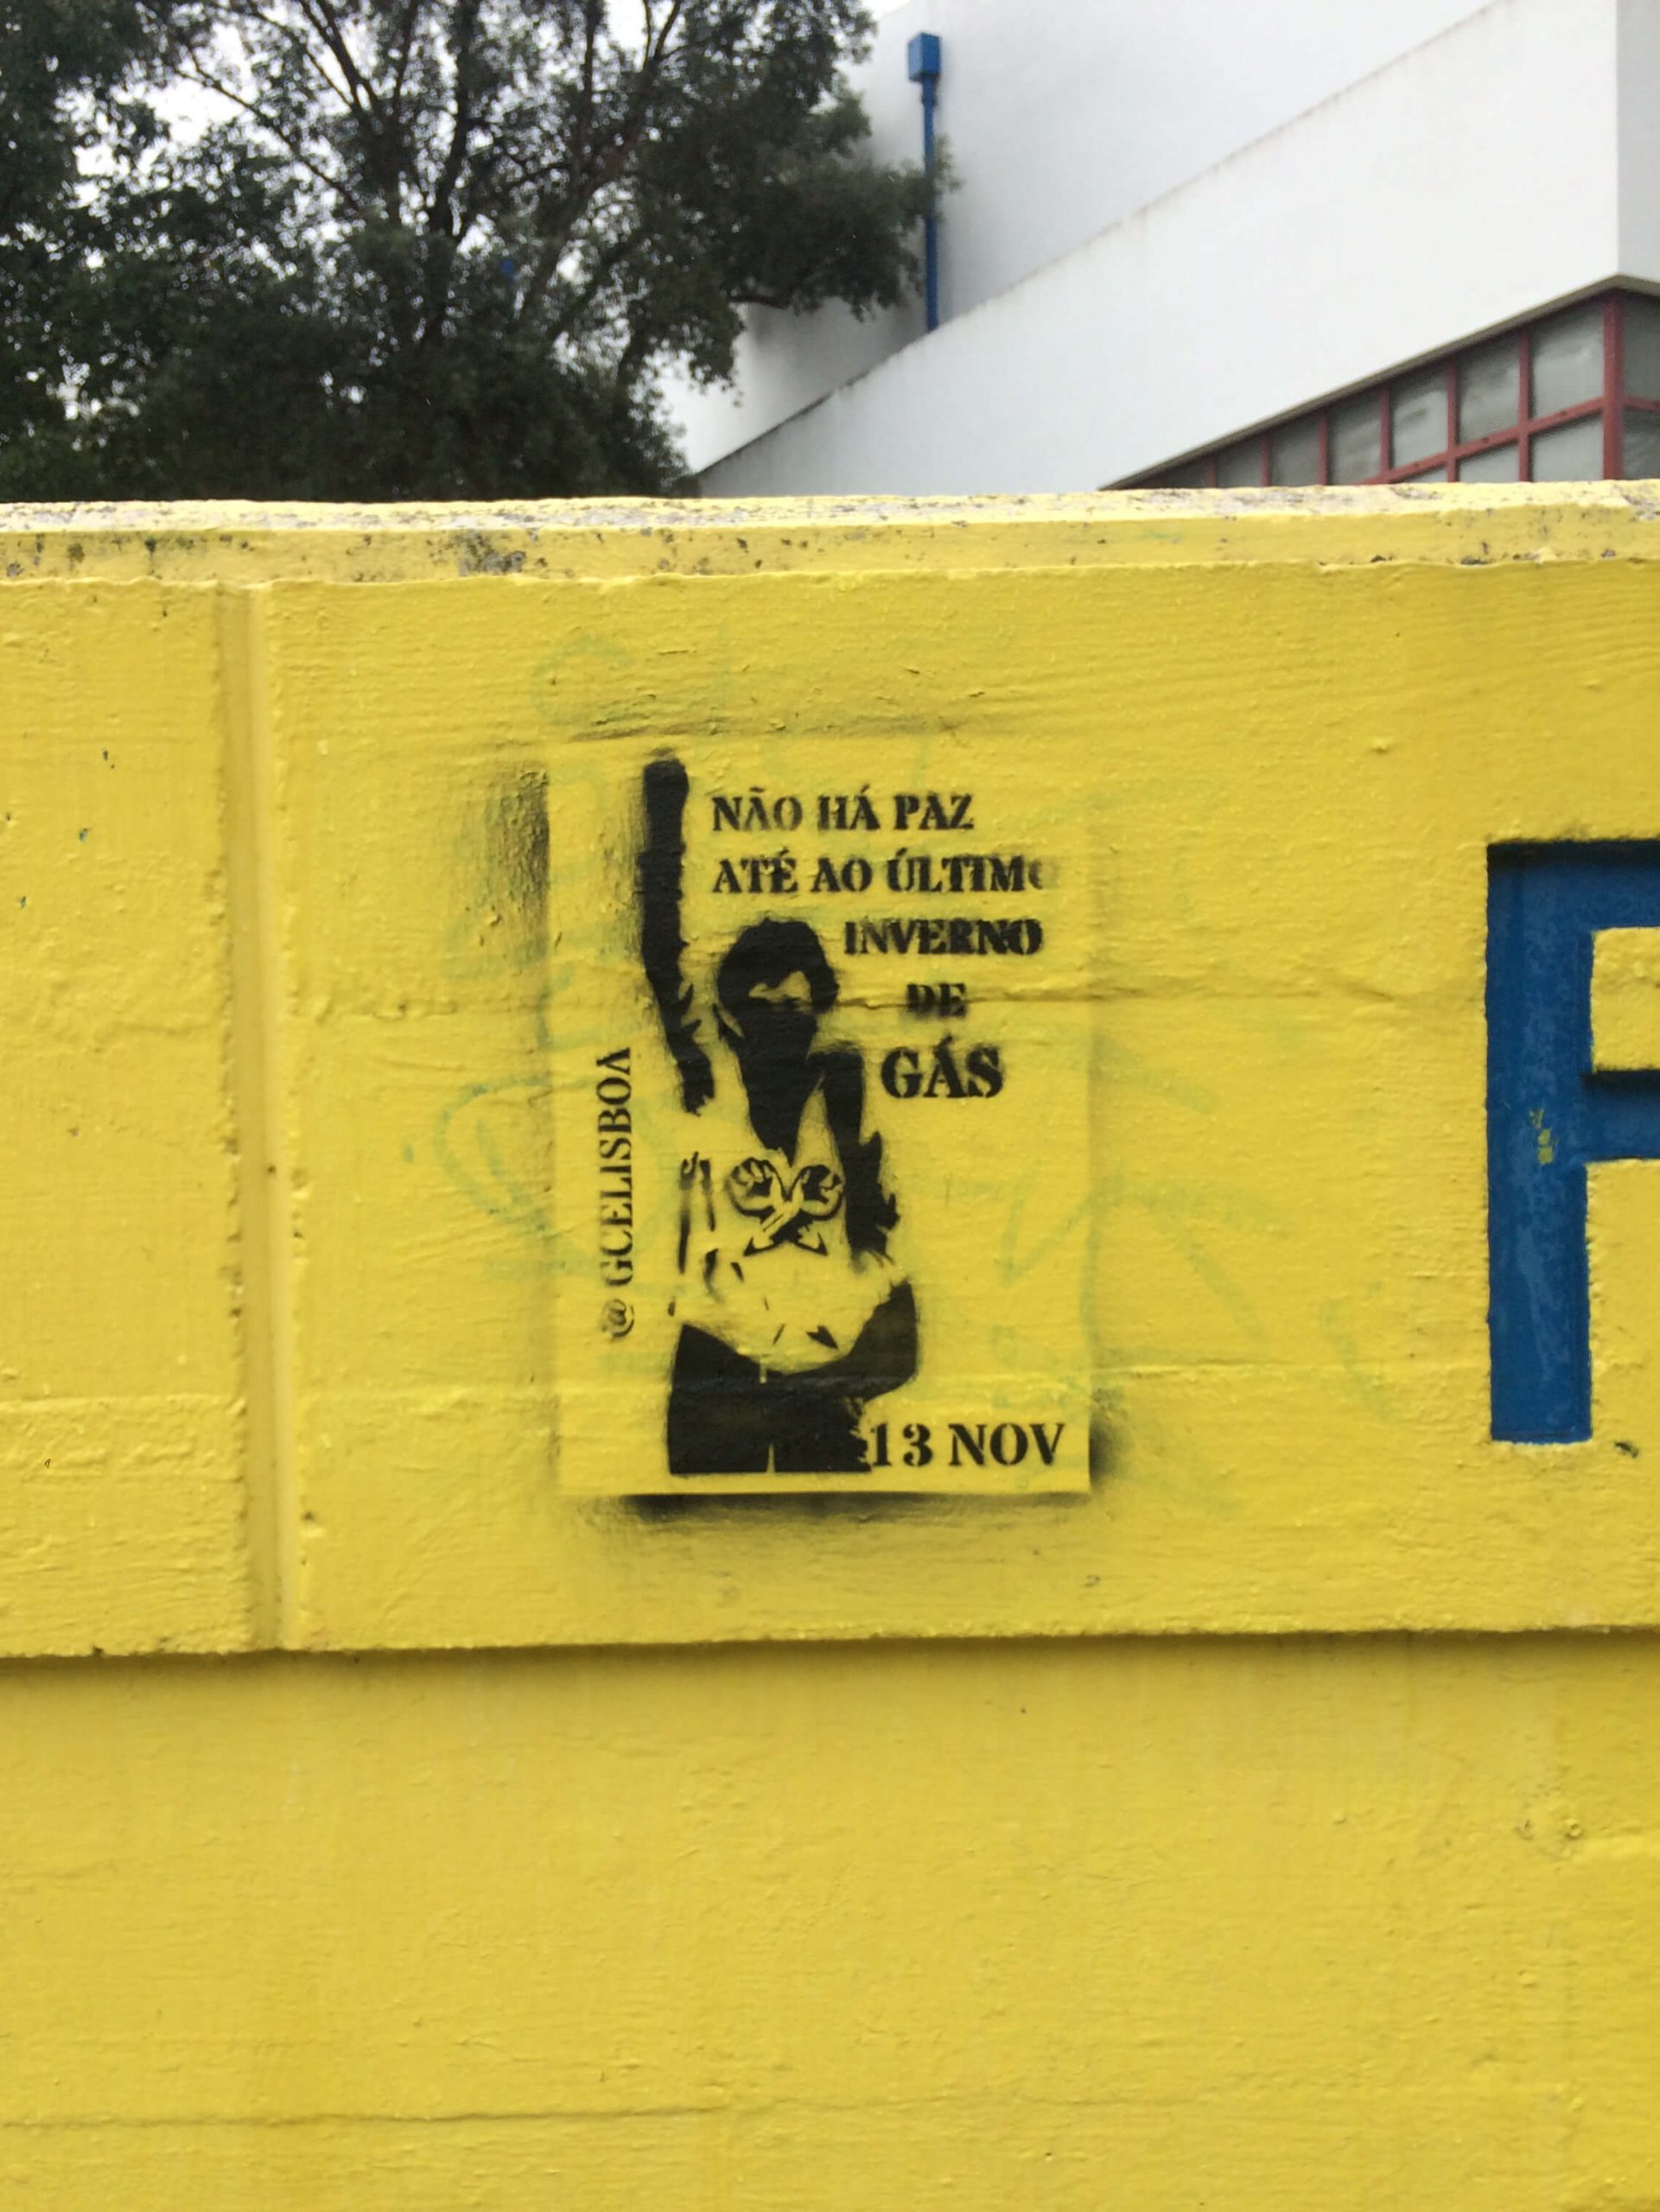 NÃO HÁ PAZ
ATÉ AO ÚLTIMO
INVERNO
DE
GÁS
@GCELISBOA
13 NOV